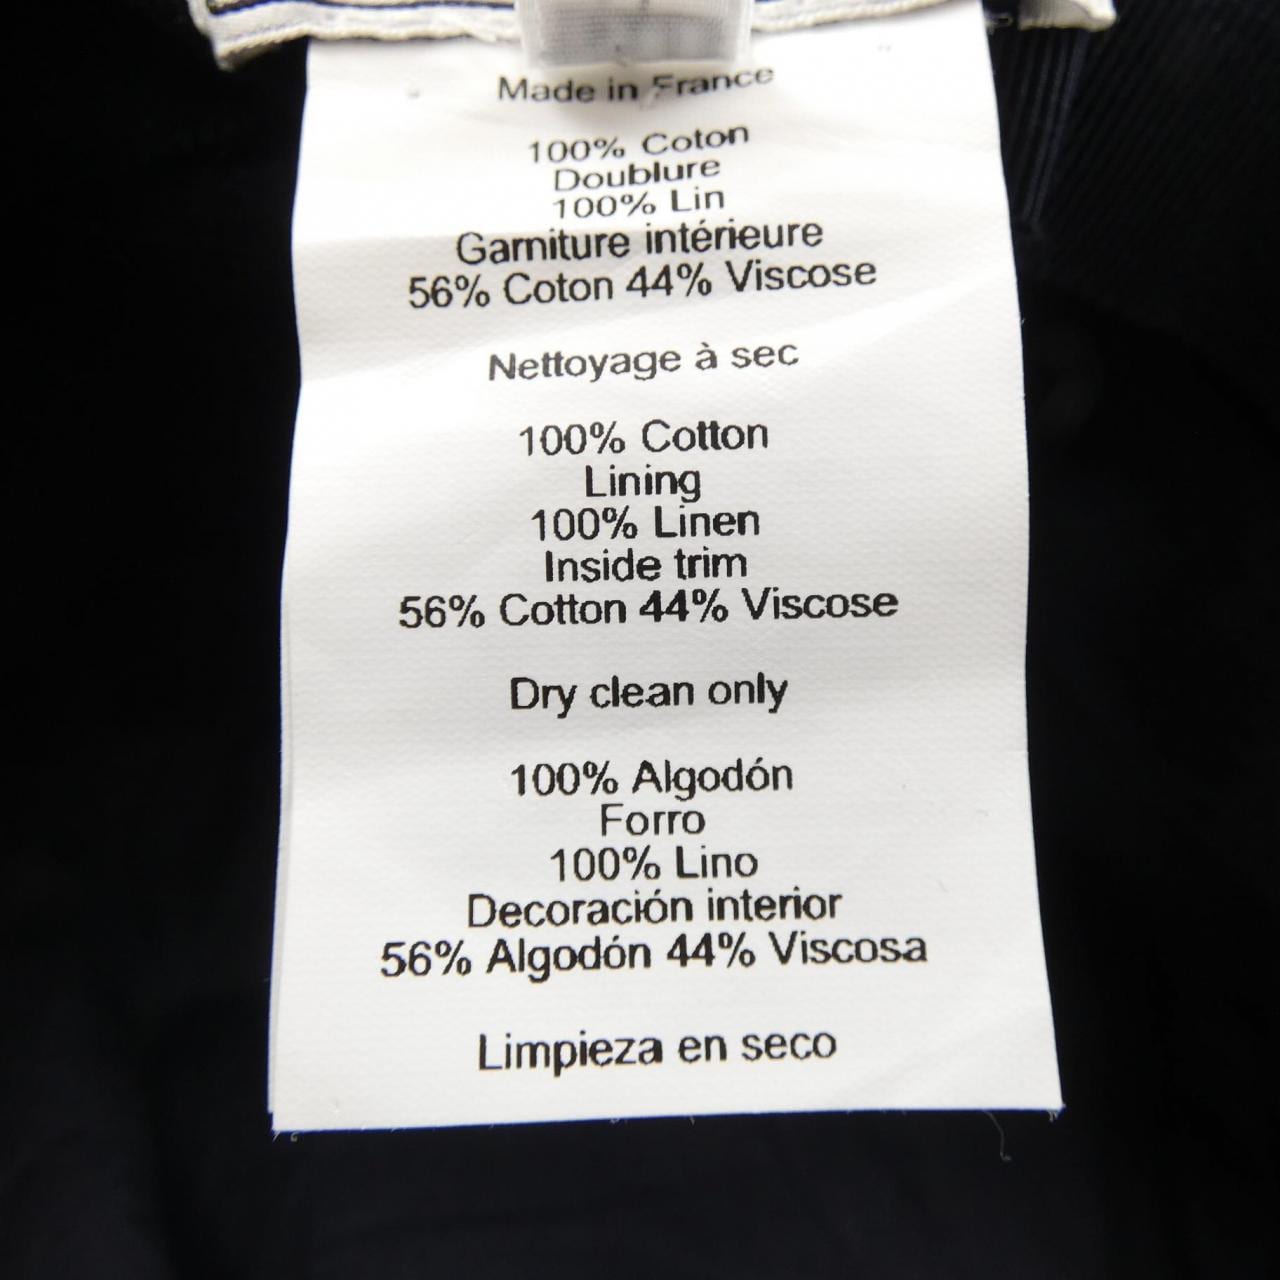 Made in France
100% Coton
Doublure
100% Lin
Garniture intérieure
56% Coton 44% Viscose
Nettoyage à sec
100% Cotton
Lining
100% Linen
Inside trim
56% Cotton 44% Viscose
Dry clean only
100% Algodón
Forro
100% Lino
Decoración interior
56% Algodón 44% Viscosa
Limpieza en seco